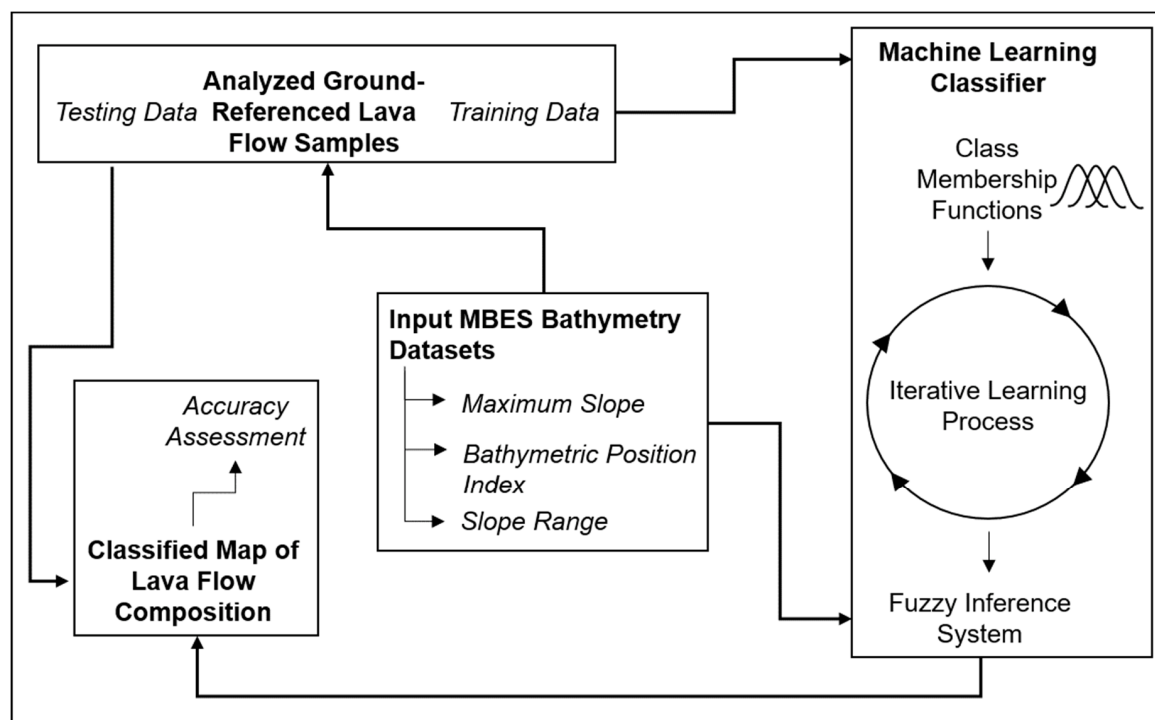 Analyzed Ground-
Referenced Lava
Flow Samples
Testing Data
Training Data
Machine Learning
Classifier
Class
Membership
Functions
Iterative Learning
Process
Fuzzy Inference
System
Input MBES Bathymetry
Datasets
Maximum Slope
Bathymetric Position
Index
Slope Range
Accuracy
Assessment
Classified Map of
Lava Flow
Composition